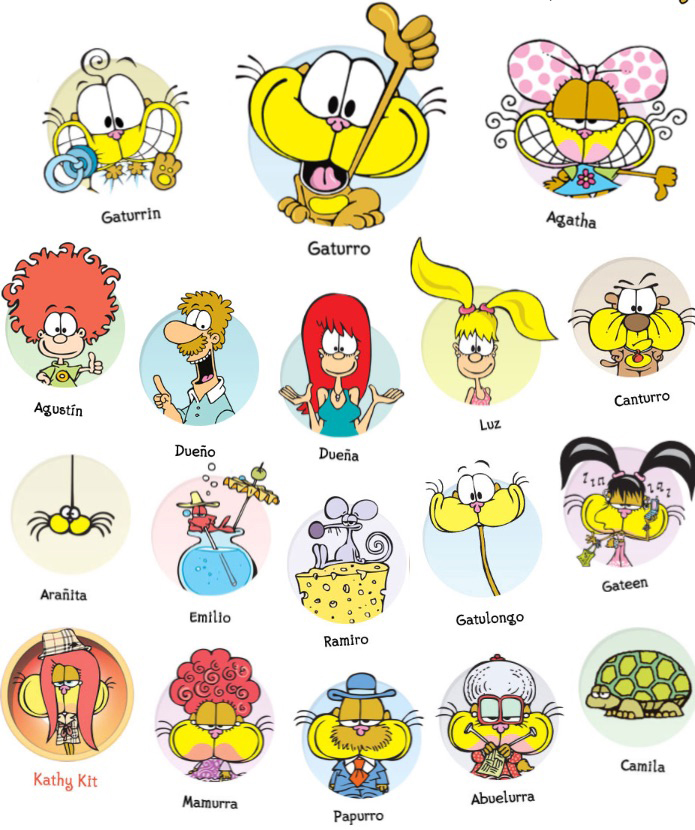 Gaturrin
Gaturro
Agatha
Agustín
Dueño
Dueña
Luz
Canturro
Arañita
Emilio
Ramiro
Gatulongo
Gateen
Kathy Kit
Mamurra
Papurro
Abuelurra
Camila